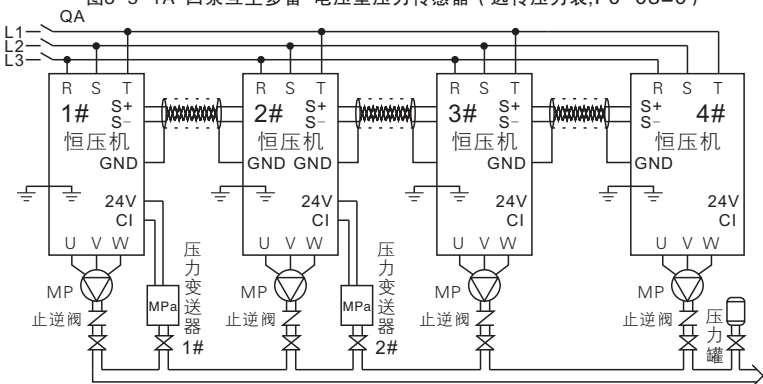 QA
L1
L2
L3
R S T
R S T
R S T
R S T
1#
S+
S-
2#
S+
S-
3#
S+
S-
S+
S-
4#
恒压机
恒压机
恒压机
恒压机
GND
GND GND
GND GND
GND
24V
CI
24V
CI
24V
CI
24V
CI
U V W
U V W
U V W
U V W
MP
MP
MP
MP
止逆阀
止逆阀
止逆阀
止逆阀
MPa
压力变送器
1#
MPa
压力变送器
2#
压力罐